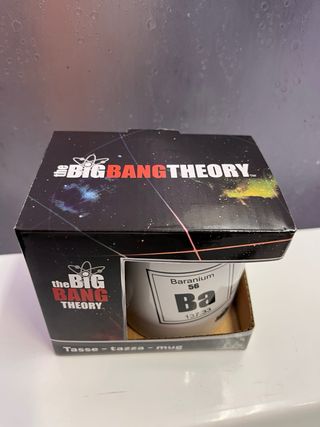 the BIG BANG THEORY
the BIG
BANG
THEORY
Baranium
56
Ba
137.33
Tasse - tazza - mug